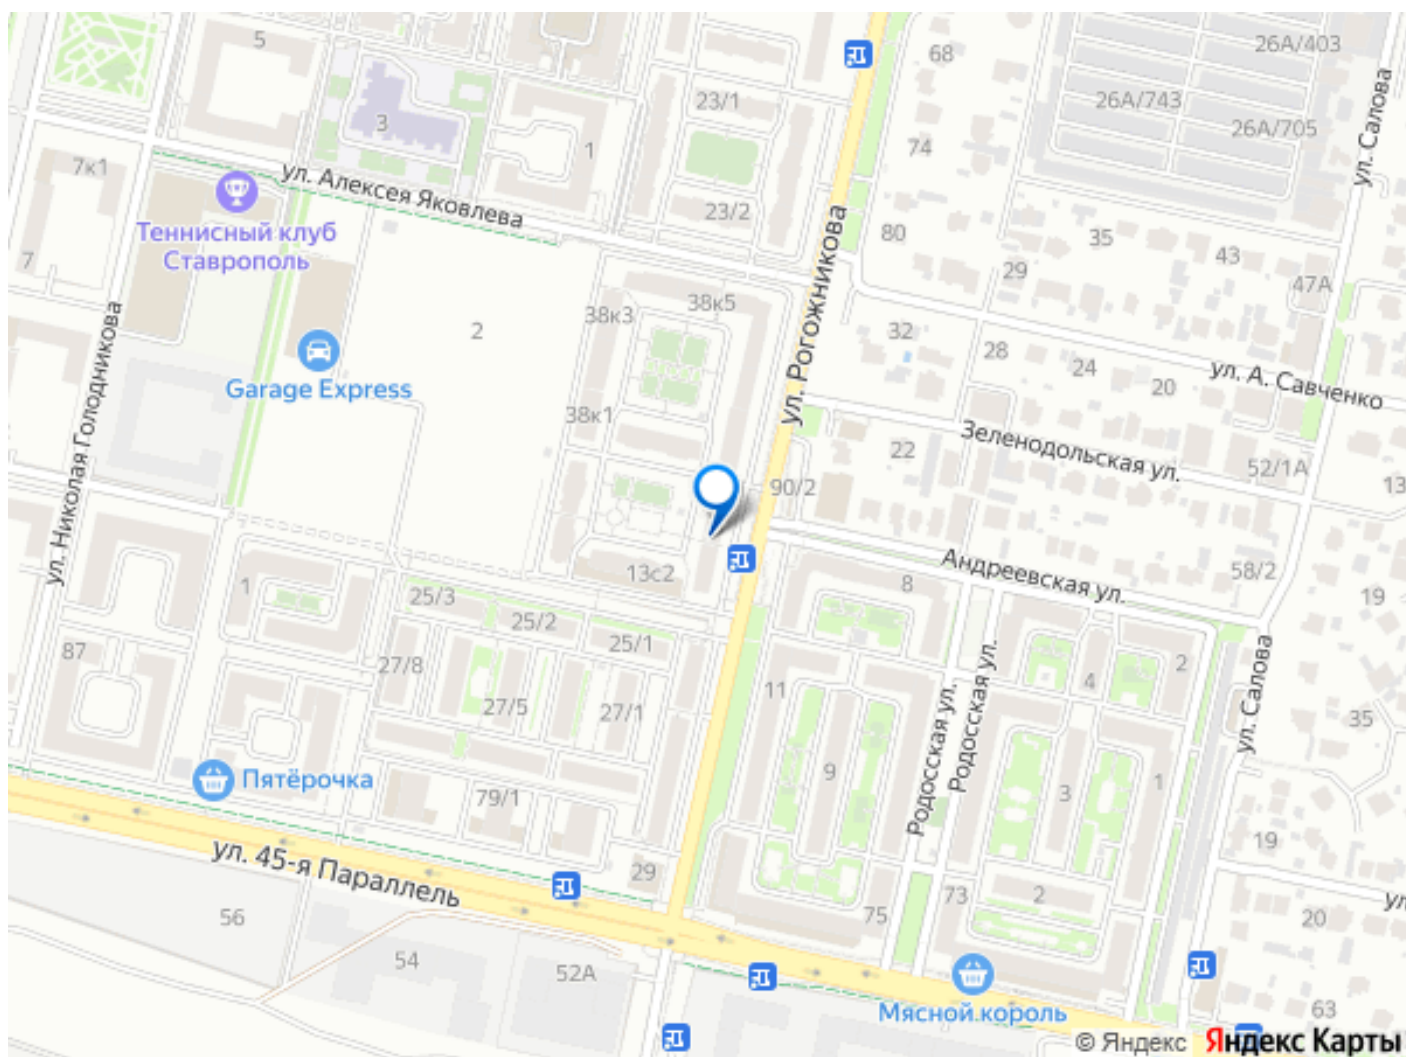 5
68
26А/403
26А/743
26А/705
ул. Салова
23/1
3
1
74
7к1
ул. Алексея Яковлева
Теннисный клуб
Ставрополь
23/2
ул. Рогожникова
80
35
43
29
47А
7
38к3
38к5
2
32
28
24
20
ул. А. Савченко
Garage Express
ул. Николая Голодникова
38к1
22
Зеленодольская ул.
52/1А
13
90/2
13с2
Андреевская ул.
58/2
19
8
1
25/3
25/2
25/1
87
27/8
27/5
27/1
11
Родосская ул.
Родосская ул.
4
2
ул. Салова
35
9
3
1
Пятёрочка
79/1
19
ул. 45-я Параллель
29
56
54
52А
75
73
2
20
ул
Мясной король
63
© Яндекс
Яндекс Карты